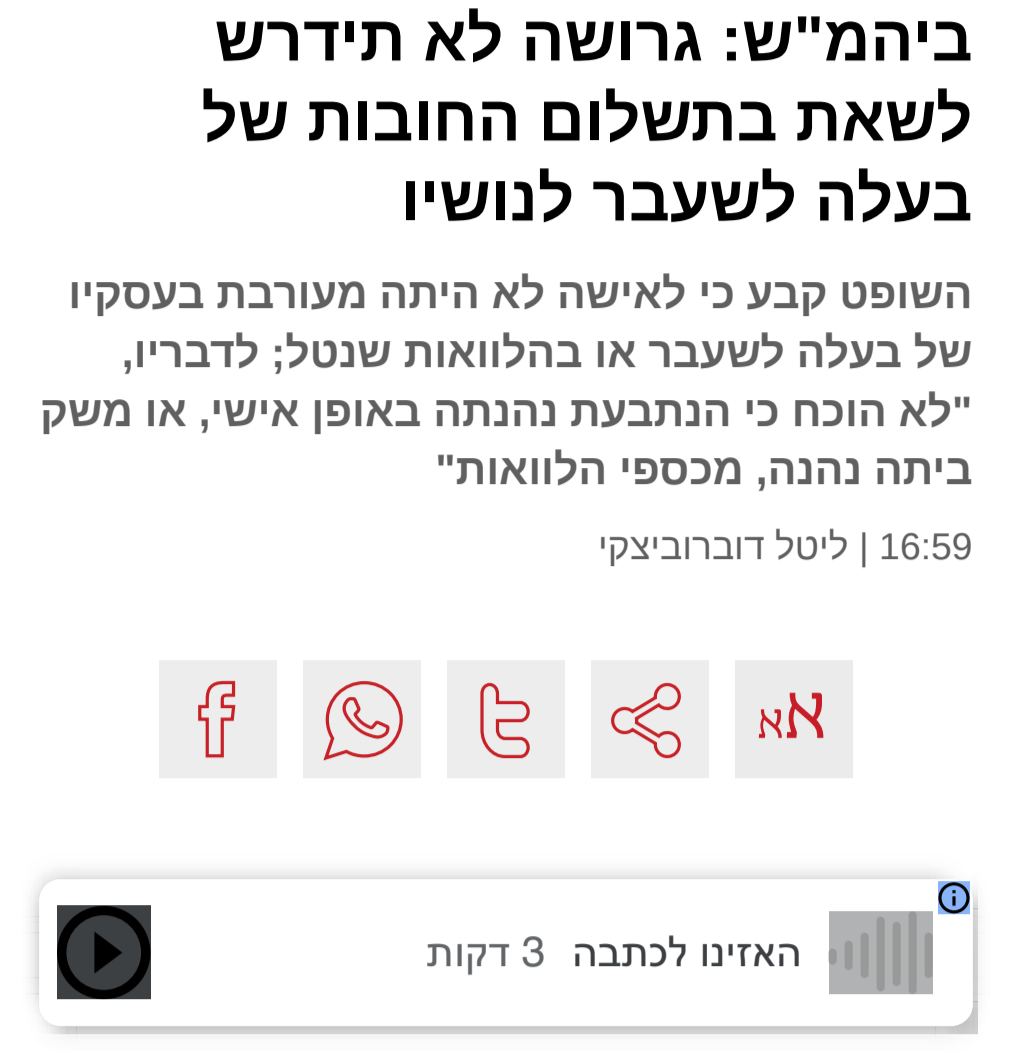 ביהמ"ש: גרושה לא תידרש
לשאת בתשלום החובות של
בעלה לשעבר לנושיו
השופט קבע כי לאישה לא היתה מעורבת בעסקיו
של בעלה לשעבר או בהלוואות שנטל; לדבריו,
"לא הוכח כי הנתבעת נהנתה באופן אישי, או משק
ביתה נהנה, מכספי הלוואות"
16:59 | ליטל דוברוביצקי
אא
האזינו לכתבה 3 דקות